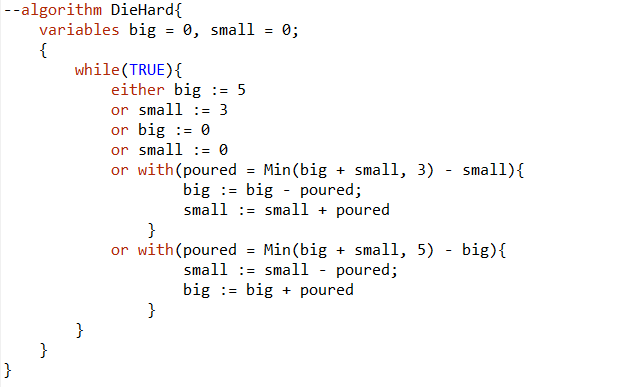 --algorithm DieHard{
    variables big = 0, small = 0;
    {
        while(TRUE){
            either big := 5
            or small := 3
            or big := 0
            or small := 0
            or with(poured = Min(big + small, 3) - small){
                    big := big - poured;
                    small := small + poured
                }
            or with(poured = Min(big + small, 5) - big){
                    small := small - poured;
                    big := big + poured
                }
        }
    }
}